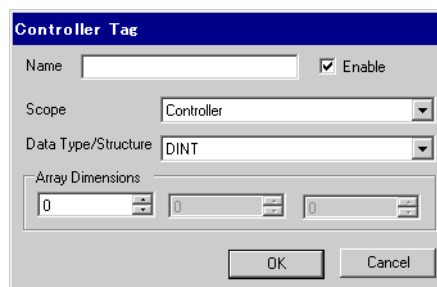 Controller Tag
Name Enable
Scope Controller
Data Type/Structure DINT
Array Dimensions
0 0 0
OK Cancel